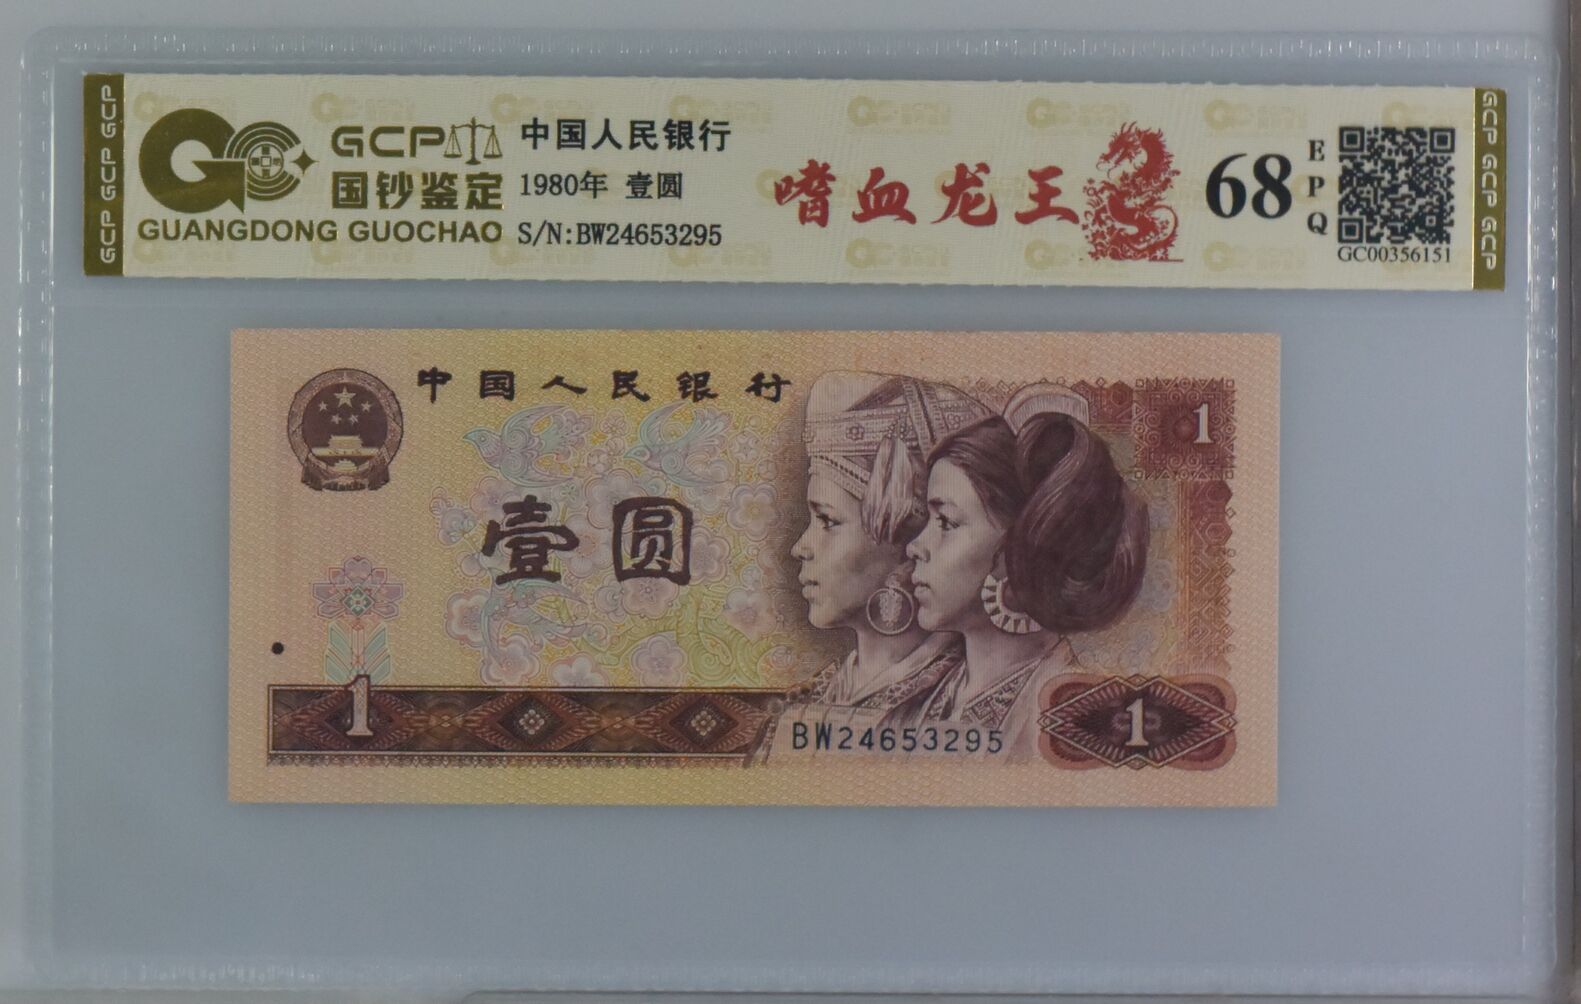 GCP GCP GCP
GCP
国钞鉴定
GUANGDONG GUOCHAO
中国人民银行
1980年 壹圆
S/N:BW24653295
嗜血龙王
68
EPQ
GC00356151
GCP GCP GCP
中国人民银行
1
壹圆
1
BW24653295
1